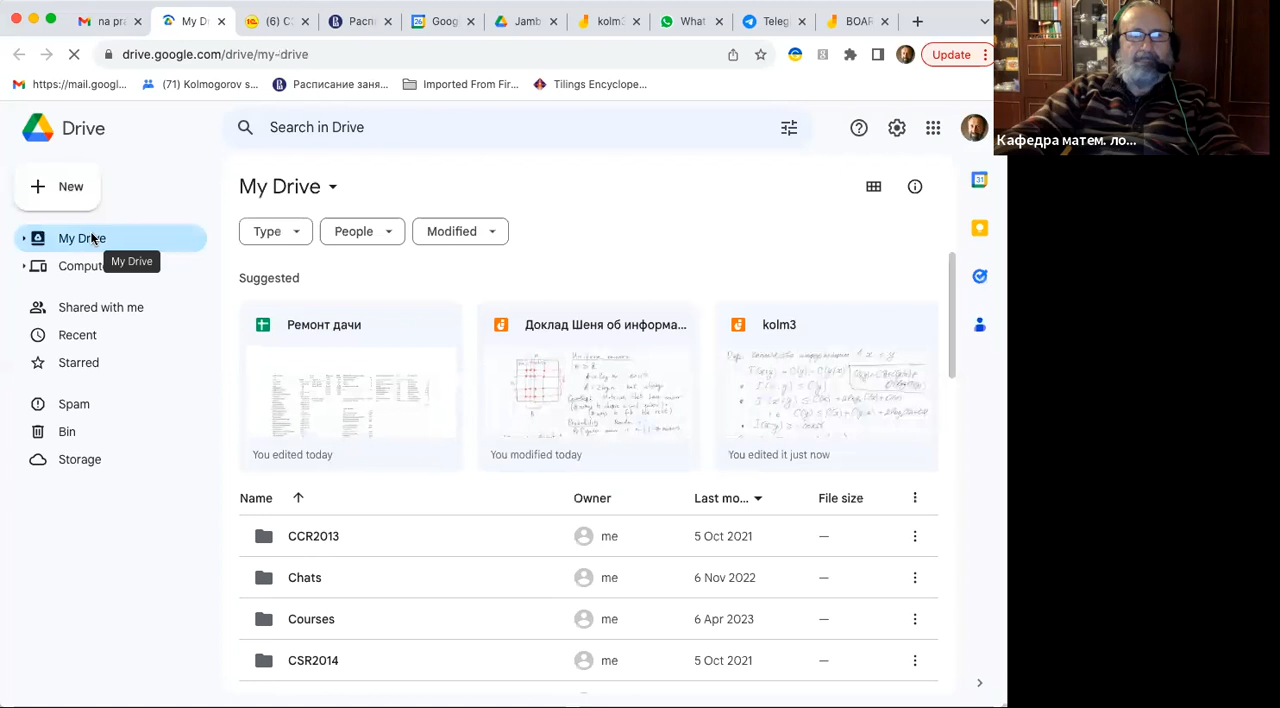 na pr
My Dr
(6) C
Распи
Goog
Jamb
kolm3
What
Teleg
BOAR
drive.google.com/drive/my-drive
Update
https://mail.googl...
(71) Kolmogorov s...
Расписание заня...
Imported From Fir...
Tilings Encyclope...
Drive
Search in Drive
Кафедра матем. ло...
New
My Drive
My Drive
My Drive
Compute
Type
People
Modified
Suggested
Shared with me
Recent
Starred
Spam
Bin
Storage
Ремонт дачи
Доклад Шеня об информа...
kolm3
You edited today
You modified today
You edited it just now
Name
Owner
Last mo...
File size
CCR2013
me
5 Oct 2021
—
Chats
me
6 Nov 2022
—
Courses
me
6 Apr 2023
—
CSR2014
me
5 Oct 2021
—